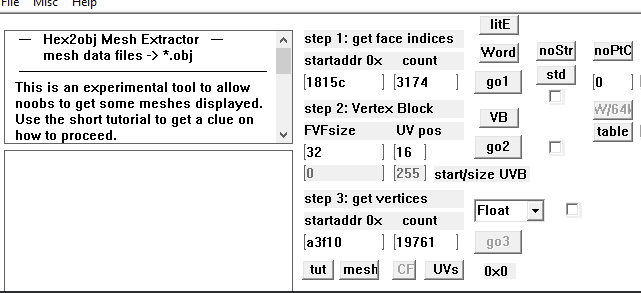 File Misc Help
— Hex2obj Mesh Extractor —
mesh data files -> *.obj
This is an experimental tool to allow
noobs to get some meshes displayed.
Use the short tutorial to get a clue on
how to proceed.
step 1: get face indices
startaddr 0x count
1815c 3174
step 2: Vertex Block
FVFsize UV pos
32 16
0 255 start/size UVB
step 3: get vertices
startaddr 0x count
a3f10 19761
tut mesh CF UVs
litE
Word noStr noPtC
go1 std 0
VB W/64k
go2 table
Float
go3
0x0